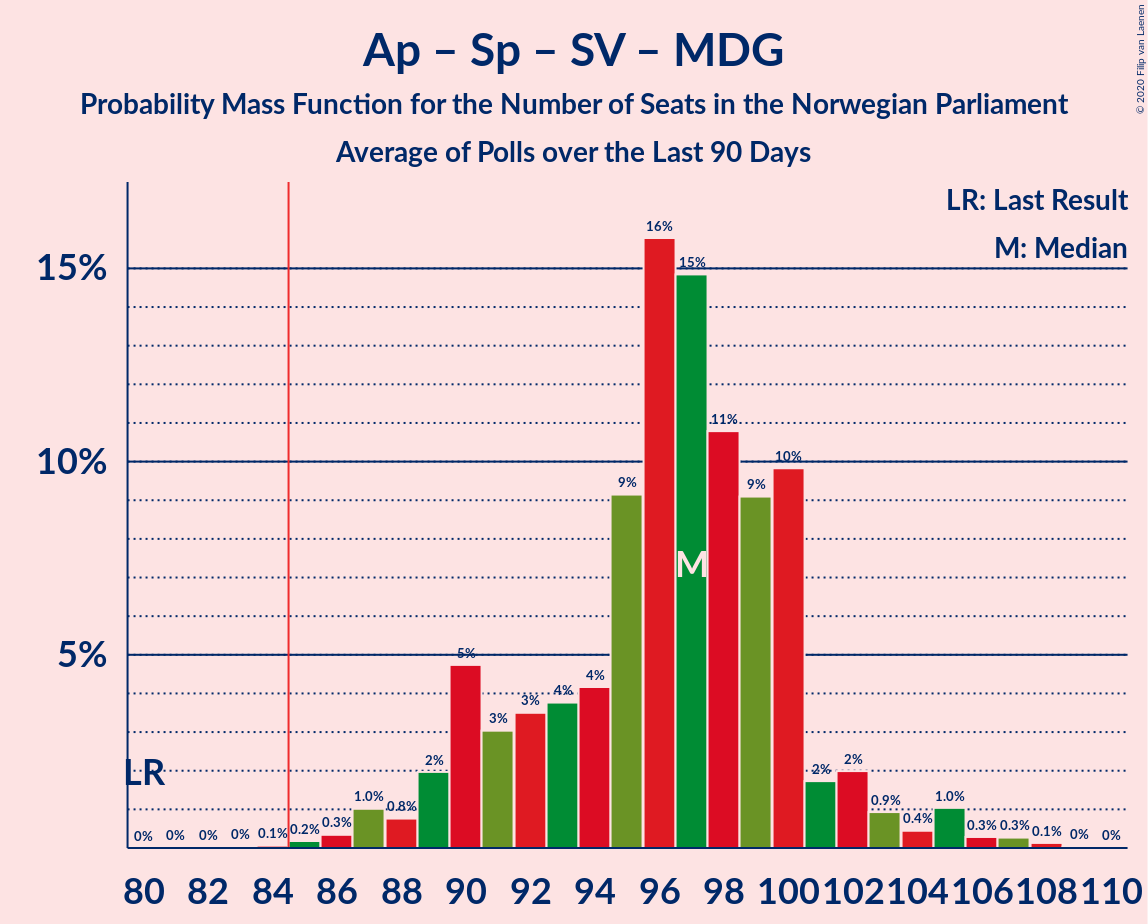 Ap – Sp – SV – MDG
Probability Mass Function for the Number of Seats in the Norwegian Parliament
Average of Polls over the Last 90 Days
© 2020 Filip van Laenen
LR: Last Result
M: Median
15%
10%
5%
LR
M
0% 0% 0% 0% 0.1% 0.2% 0.3% 1.0% 0.8% 2% 5% 3% 3% 4% 4% 9% 16% 15% 11% 9% 10% 2% 2% 0.9% 0.4% 1.0% 0.3% 0.3% 0.1% 0% 0%
80 82 84 86 88 90 92 94 96 98 100 102 104 106 108 110